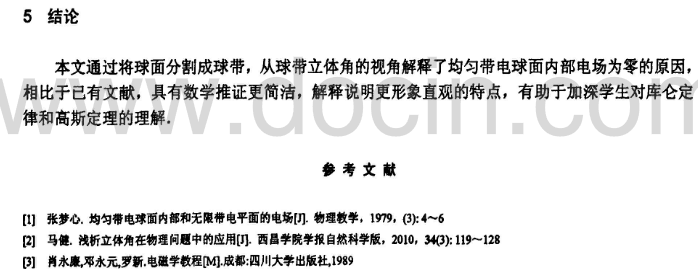 5 结论
本文通过将球面分割成球带，从球带立体角的视角解释了均匀带电球面内部电场为零的原因，
相比于已有文献，具有数学推证更简洁，解释说明更形象直观的特点，有助于加深学生对库仑定
律和高斯定理的理解．
www.docin.com
参 考 文 献
[1] 张梦心. 均匀带电球面内部和无限带电平面的电场[J]. 物理教学，1979，(3): 4～6
[2] 马健. 浅析立体角在物理问题中的应用[J]. 西昌学院学报自然科学版，2010，34(3): 119～128
[3] 肖永康,邓永元,罗新.电磁学教程[M].成都:四川大学出版社,1989